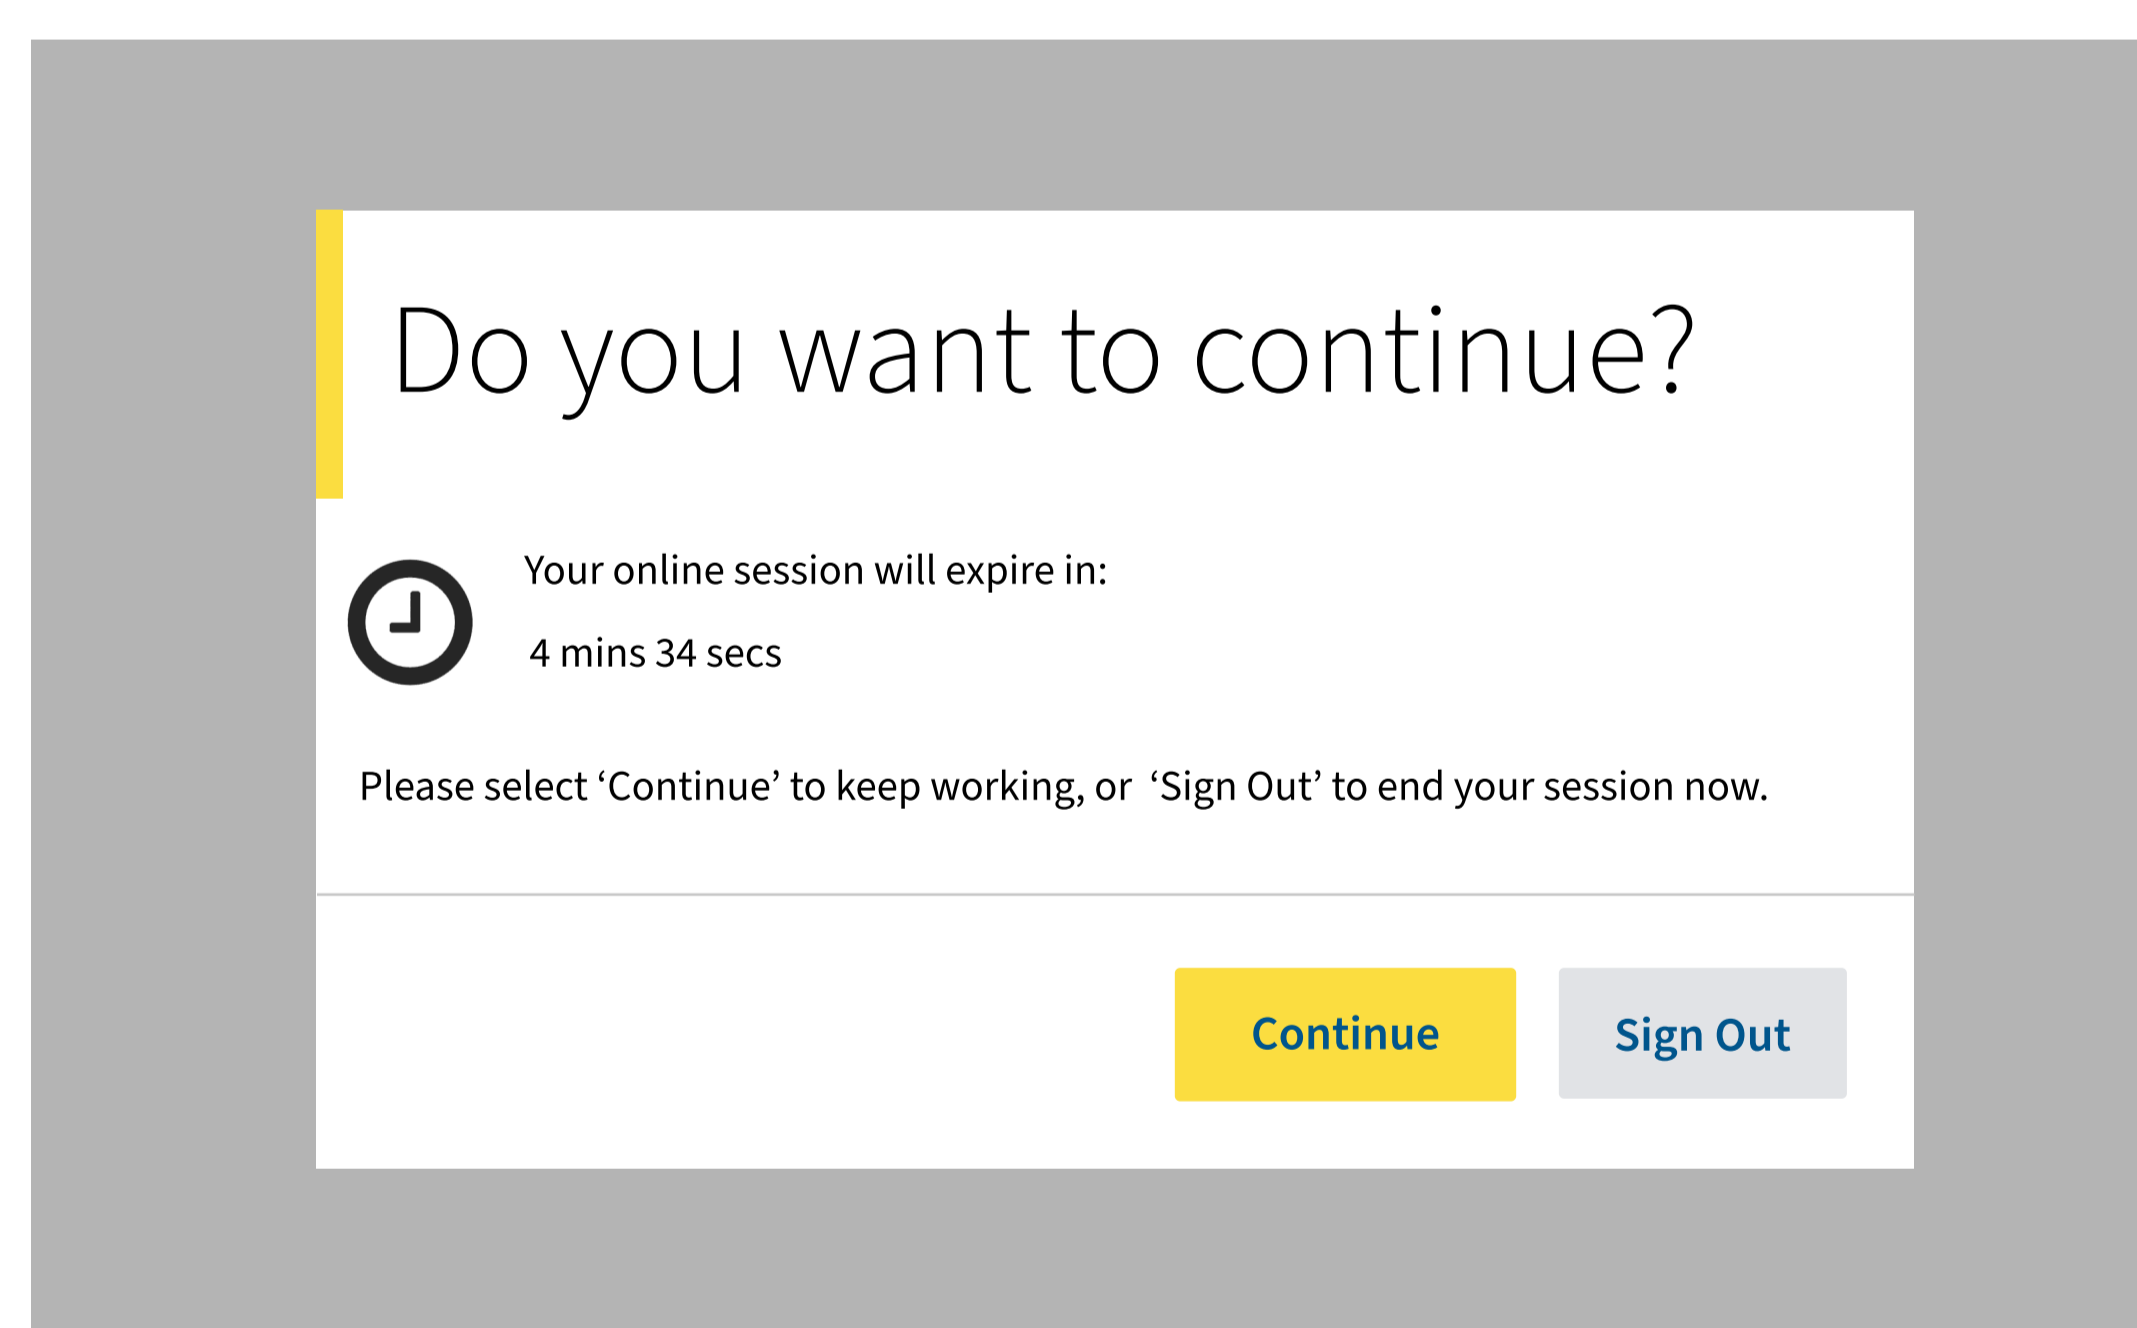 Do you want to continue?
Your online session will expire in:
4 mins 34 secs
Please select ‘Continue’ to keep working, or  ‘Sign Out’ to end your session now.
Continue
Sign Out